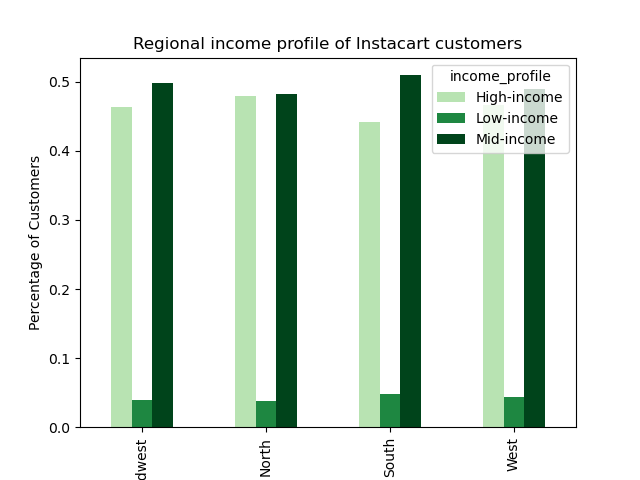 Regional income profile of Instacart customers
income_profile
High-income
Low-income
Mid-income
Percentage of Customers
0.5
0.4
0.3
0.2
0.1
0.0
dwest
North
South
West